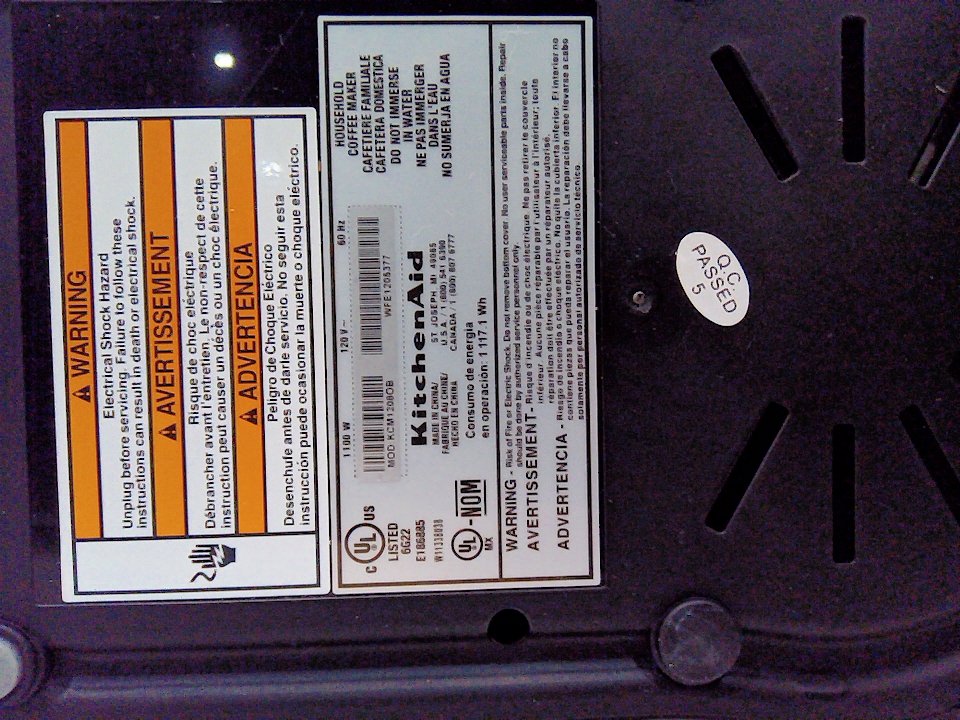 ⚠ WARNING
Electrical Shock Hazard
Unplug before servicing. Failure to follow these
instructions can result in death or electrical shock.
⚠ AVERTISSEMENT
Risque de choc électrique
Débrancher avant l'entretien. Le non-respect de cette
instruction peut causer un décès ou un choc électrique.
⚠ ADVERTENCIA
Peligro de Choque Eléctrico
Desenchufe antes de darle servicio. No seguir esta
instrucción puede ocasionar la muerte o choque eléctrico.
C UL US
LISTED
6G22
E186885
W11338038
UL-NOM
MX
1100 W 120 V ~ 60 Hz
MOD KCM1208OB WFE1205377
KitchenAid
MADE IN CHINA/
FABRIQUÉ AU CHINE/
HECHO EN CHINA
ST. JOSEPH, MI 49085
U.S.A. / 1 (800) 541 6390
CANADA / 1 (800) 807 6777
Consumo de energía
en operación: 1 117.1 Wh
HOUSEHOLD
COFFEE MAKER
CAFETIERE FAMILIALE
CAFETERA DOMESTICA
DO NOT IMMERSE
IN WATER
NE PAS IMMERGER
DANS L'EAU
NO SUMERJA EN AGUA
WARNING - Risk of Fire or Electric Shock. Do not remove bottom cover. No user serviceable parts inside. Repair
should be done by authorized service personnel only.
AVERTISSEMENT- Risque d'incendie ou de choc électrique. Ne pas retirer le couvercle
inférieur. Aucune pièce réparable par l'utilisateur à l'intérieur; toute
réparation doit être effectuée par un réparateur autorisé.
ADVERTENCIA - Riesgo de incendio o choque eléctrico. No quite la cubierta inferior. El interior no
contiene piezas que pueda reparar el usuario. La reparación debe llevarse a cabo
solamente por personal autorizado de servicio técnico.
Q.C.
PASSED
5